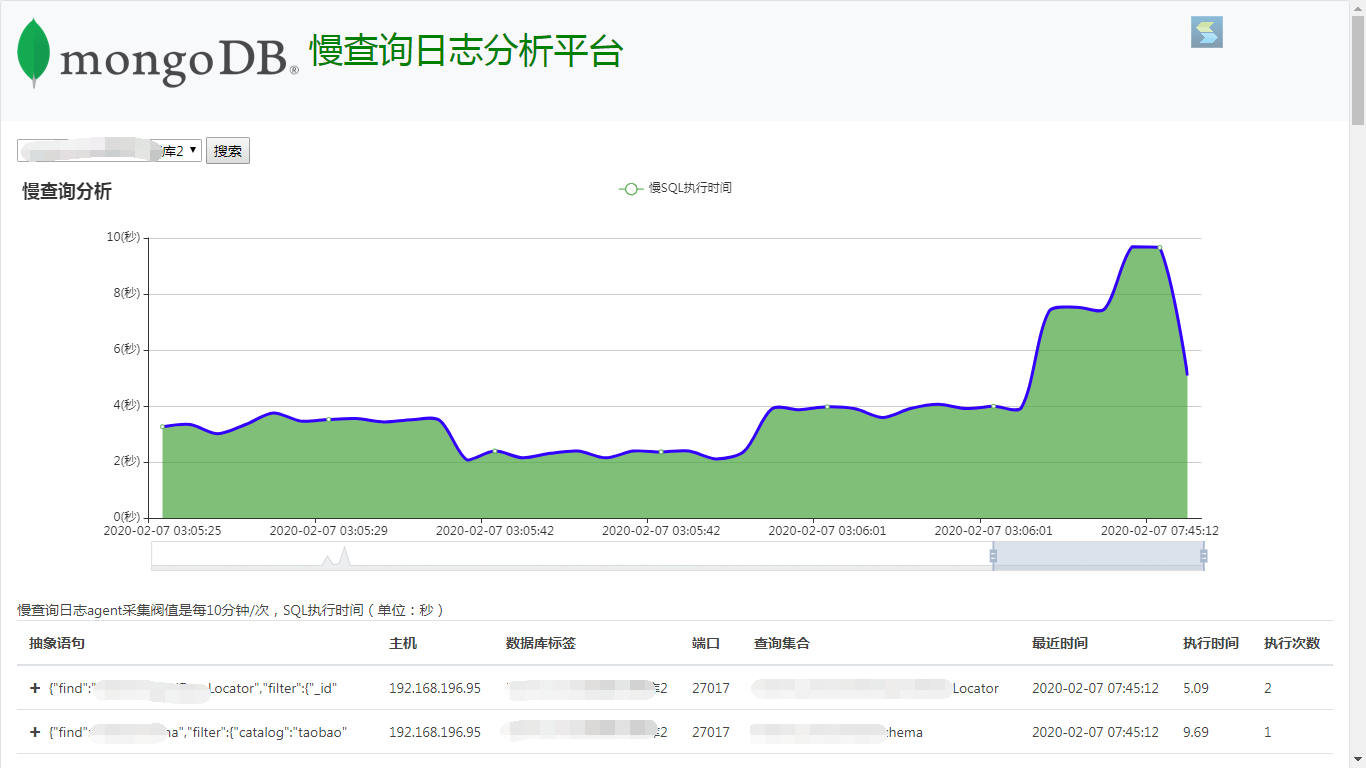 mongoDB® 慢查询日志分析平台
库2 搜索
慢查询分析
慢SQL执行时间
10(秒)
8(秒)
6(秒)
4(秒)
2(秒)
0(秒)
2020-02-07 03:05:25 2020-02-07 03:05:29 2020-02-07 03:05:42 2020-02-07 03:05:42 2020-02-07 03:06:01 2020-02-07 03:06:01 2020-02-07 07:45:12
慢查询日志agent采集阀值是每10分钟/次，SQL执行时间（单位：秒）
抽象语句 主机 数据库标签 端口 查询集合 最近时间 执行时间 执行次数
+ {"find":" Locator","filter":{"_id" 192.168.196.95 2 27017 Locator 2020-02-07 07:45:12 5.09 2
+ {"find": na","filter":{"catalog":"taobao" 192.168.196.95 2 27017 hema 2020-02-07 07:45:12 9.69 1